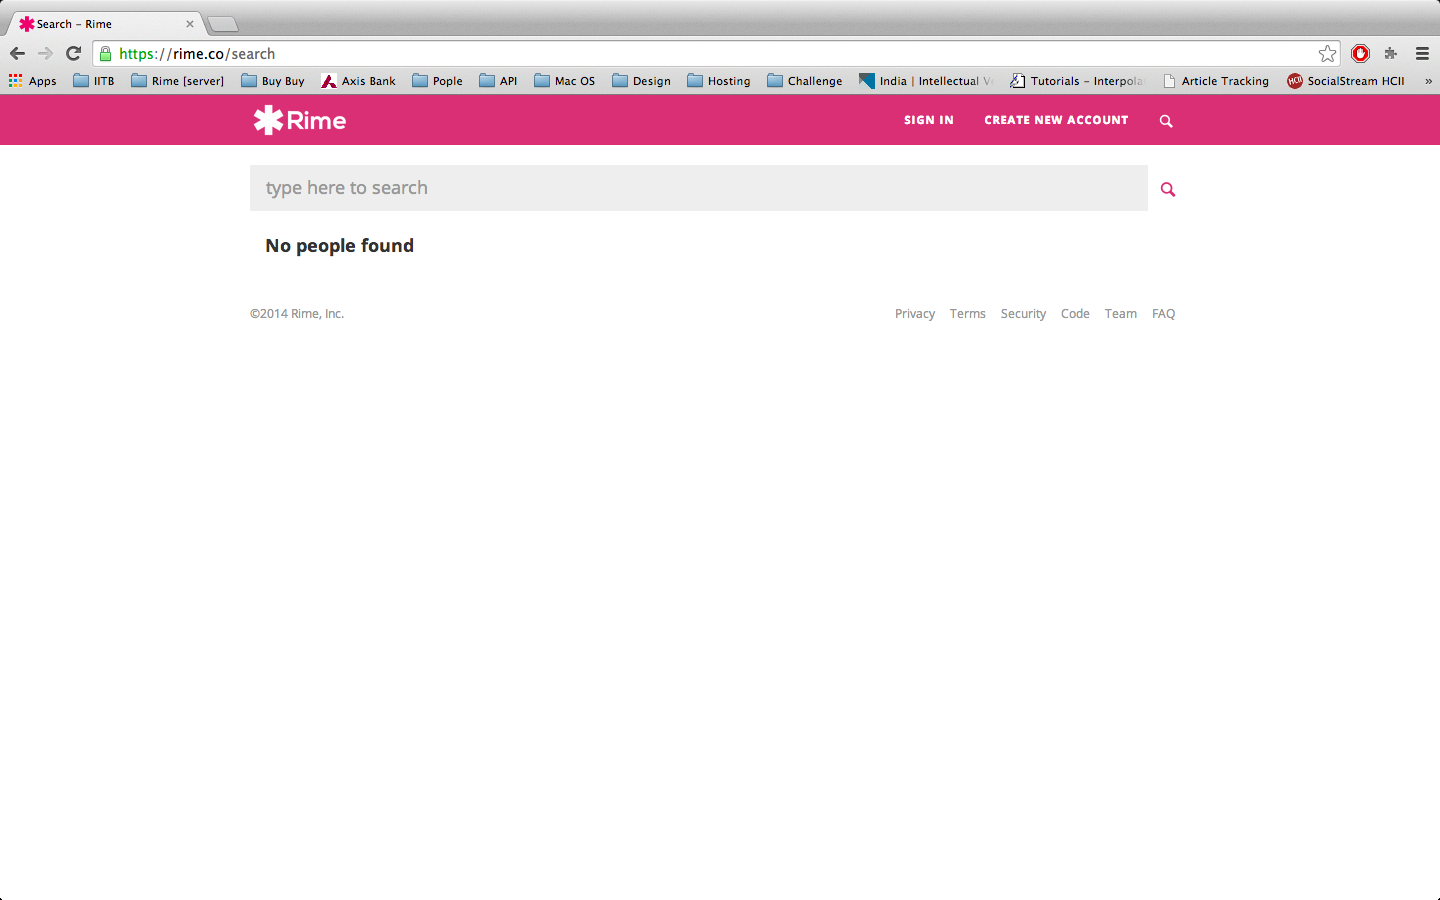 Search – Rime
https://rime.co/search
Apps IITB Rime [server] Buy Buy Axis Bank Pople API Mac OS Design Hosting Challenge India | Intellectual Tutorials – Interpola Article Tracking SocialStream HCII »
Rime SIGN IN CREATE NEW ACCOUNT
type here to search
No people found
©2014 Rime, Inc. Privacy Terms Security Code Team FAQ